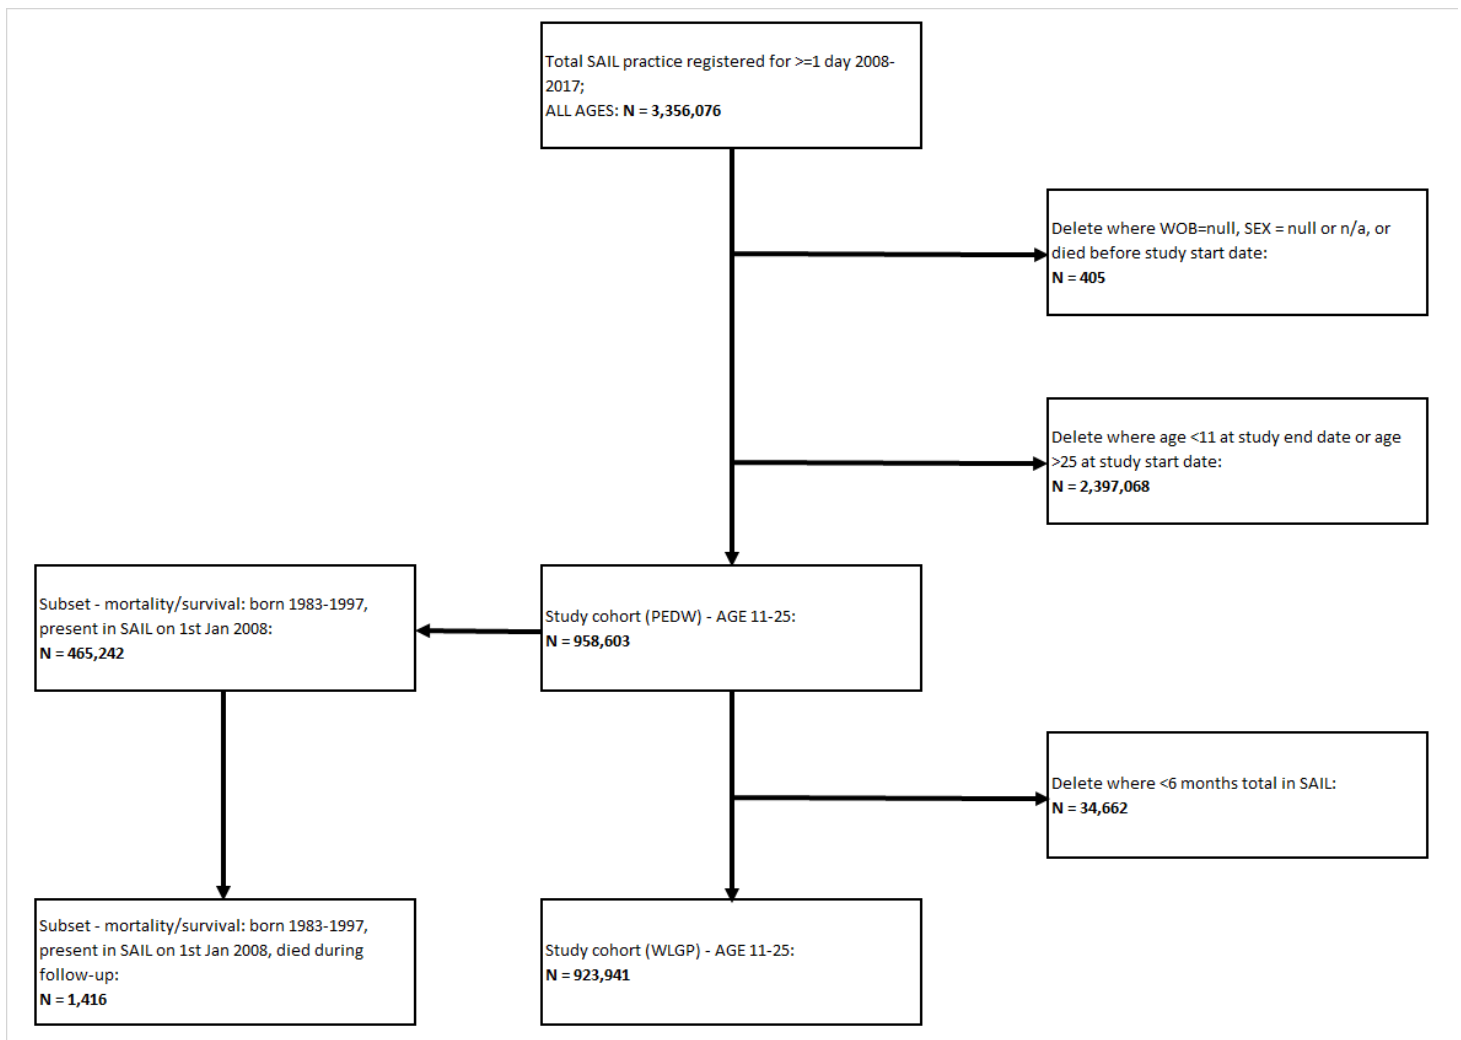 Total SAIL practice registered for >=1 day 2008-
2017;
ALL AGES: N = 3,356,076
Delete where WOB=null, SEX = null or n/a, or
died before study start date:
N = 405
Delete where age <11 at study end date or age
>25 at study start date:
N = 2,397,068
Subset - mortality/survival: born 1983-1997,
present in SAIL on 1st Jan 2008:
N = 465,242
Study cohort (PEDW) - AGE 11-25:
N = 958,603
Delete where <6 months total in SAIL:
N = 34,662
Subset - mortality/survival: born 1983-1997,
present in SAIL on 1st Jan 2008, died during
follow-up:
N = 1,416
Study cohort (WLGP) - AGE 11-25:
N = 923,941